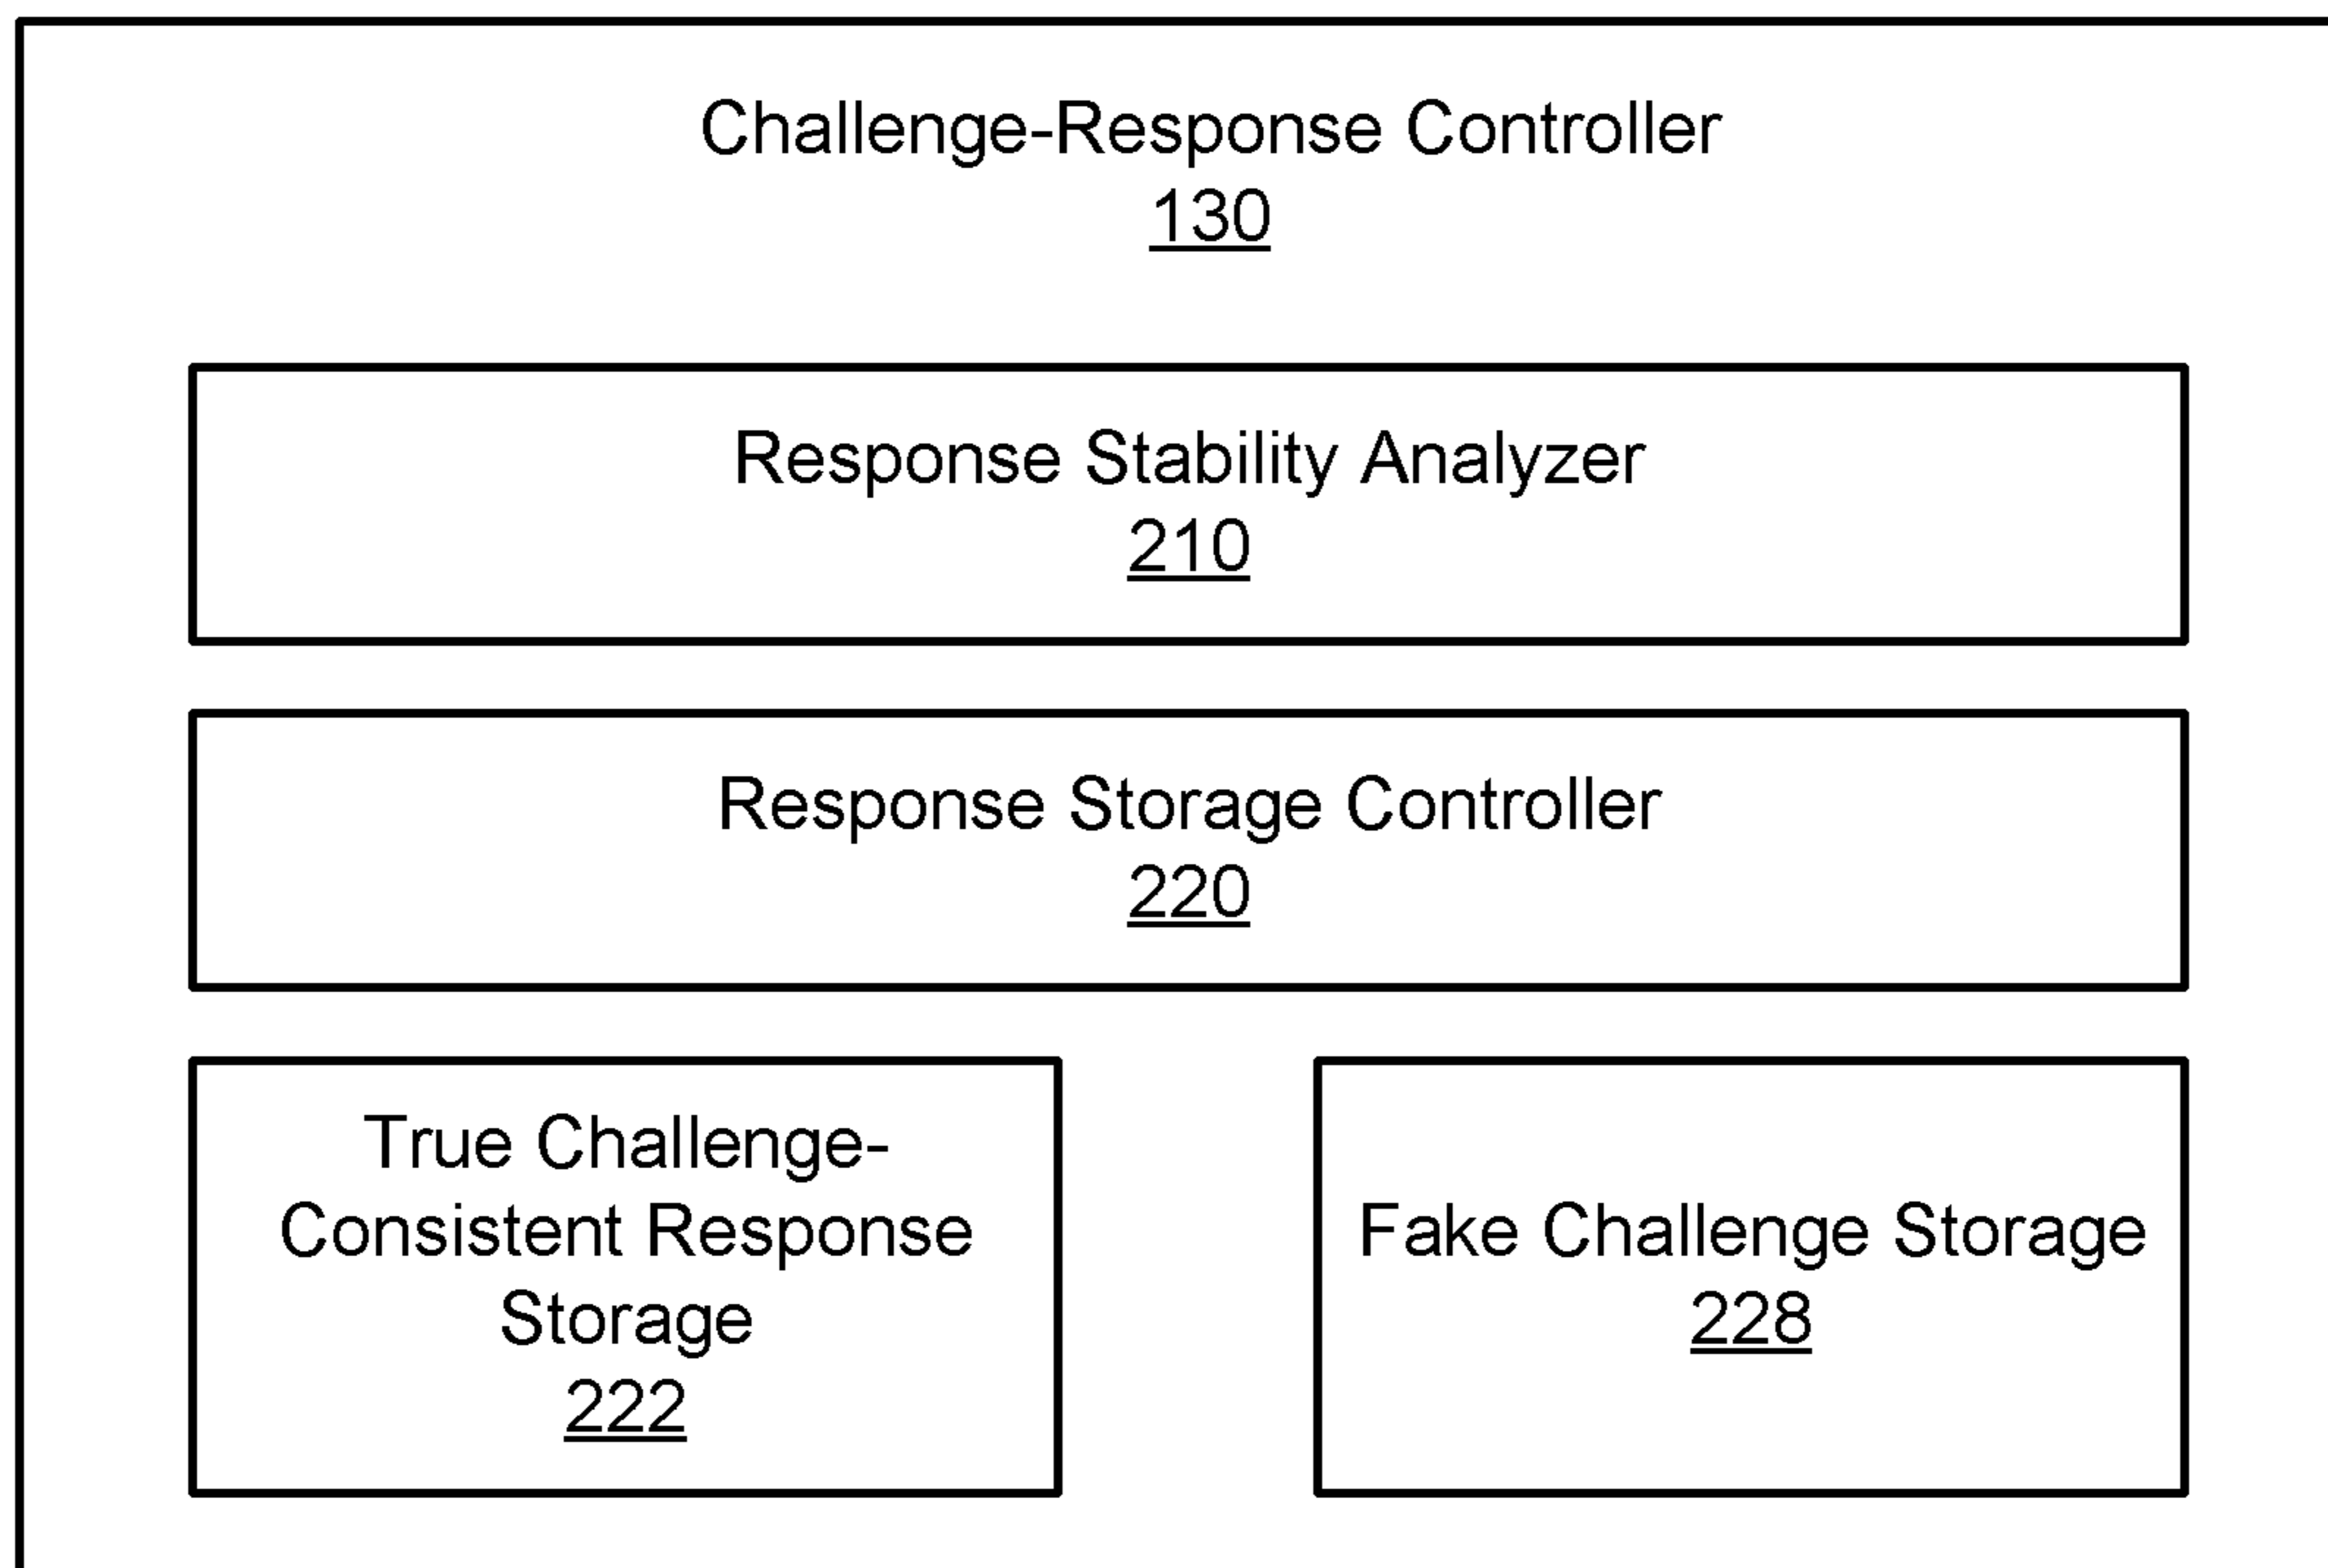 Challenge-Response Controller
130
Response Stability Analyzer
210
Response Storage Controller
220
True Challenge-
Consistent Response
Storage
222
Fake Challenge Storage
228